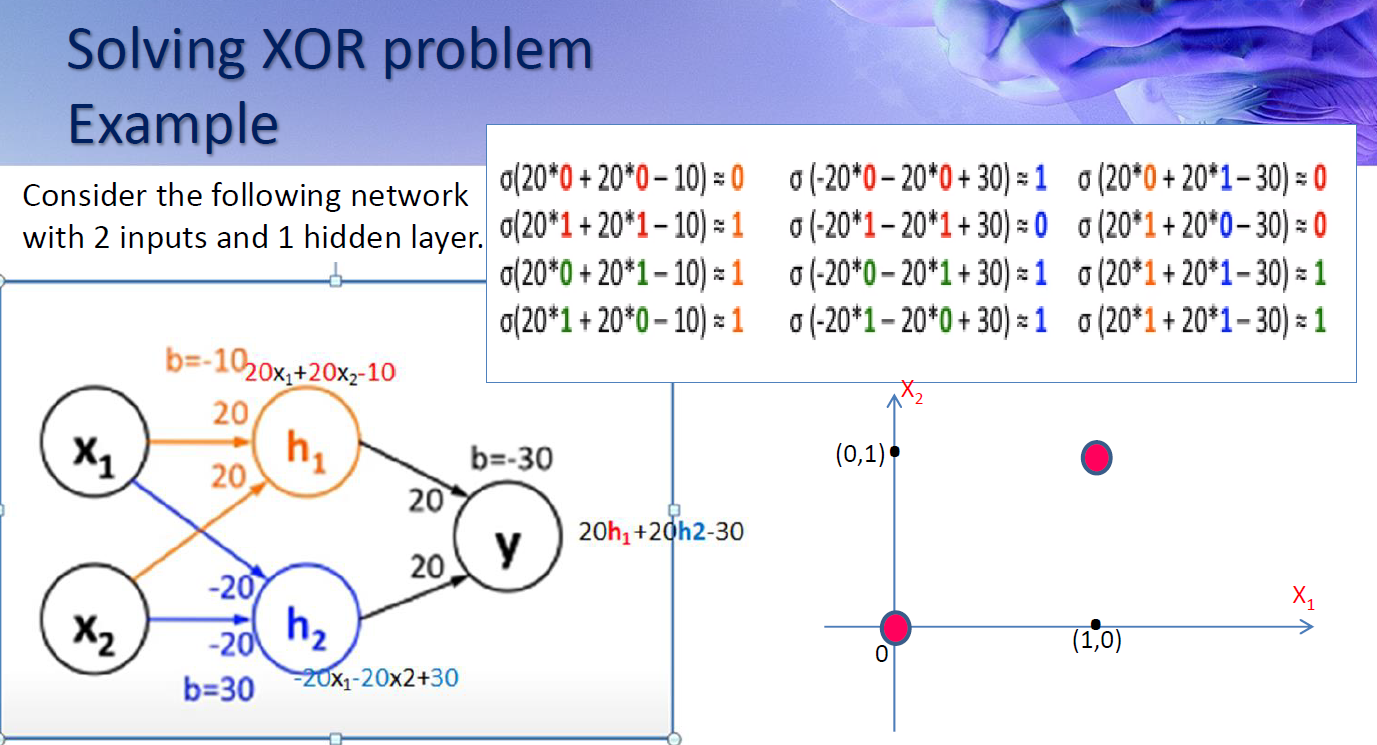 Solving XOR problem
Example
Consider the following network
with 2 inputs and 1 hidden layer.
σ(20*0 + 20*0 – 10) ≈ 0 σ (-20*0 – 20*0 + 30) ≈ 1 σ (20*0 + 20*1 – 30) ≈ 0
σ(20*1 + 20*1 – 10) ≈ 1 σ (-20*1 – 20*1 + 30) ≈ 0 σ (20*1 + 20*0 – 30) ≈ 0
σ(20*0 + 20*1 – 10) ≈ 1 σ (-20*0 – 20*1 + 30) ≈ 1 σ (20*1 + 20*1 – 30) ≈ 1
σ(20*1 + 20*0 – 10) ≈ 1 σ (-20*1 – 20*0 + 30) ≈ 1 σ (20*1 + 20*1 – 30) ≈ 1
b=-10
20x₁+20x₂-10
20
x₁
h₁
20
b=-30
20
y
20h₁+20h2-30
20
-20
x₂
h₂
-20
b=30
-20x₁-20x2+30
X₂
(0,1)
X₁
0
(1,0)